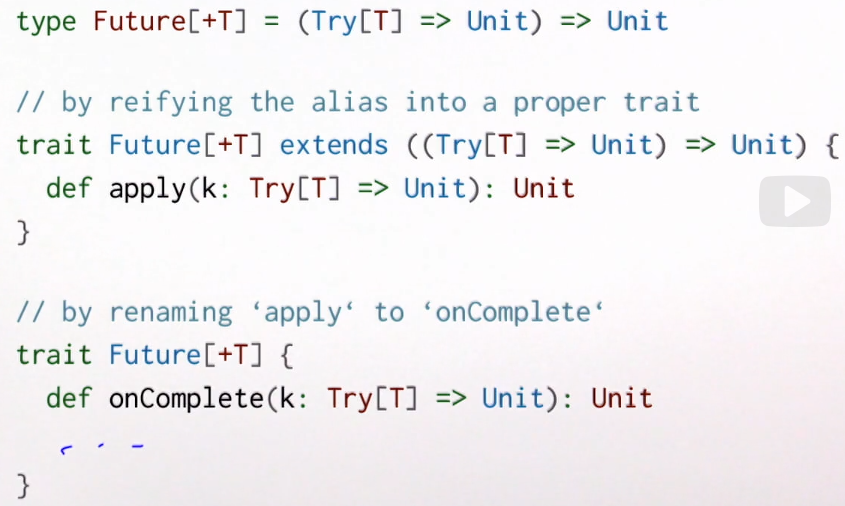 type Future[+T] = (Try[T] => Unit) => Unit
// by reifying the alias into a proper trait
trait Future[+T] extends ((Try[T] => Unit) => Unit) {
def apply(k: Try[T] => Unit): Unit
}
// by renaming ‘apply‘ to ‘onComplete‘
trait Future[+T] {
def onComplete(k: Try[T] => Unit): Unit
}